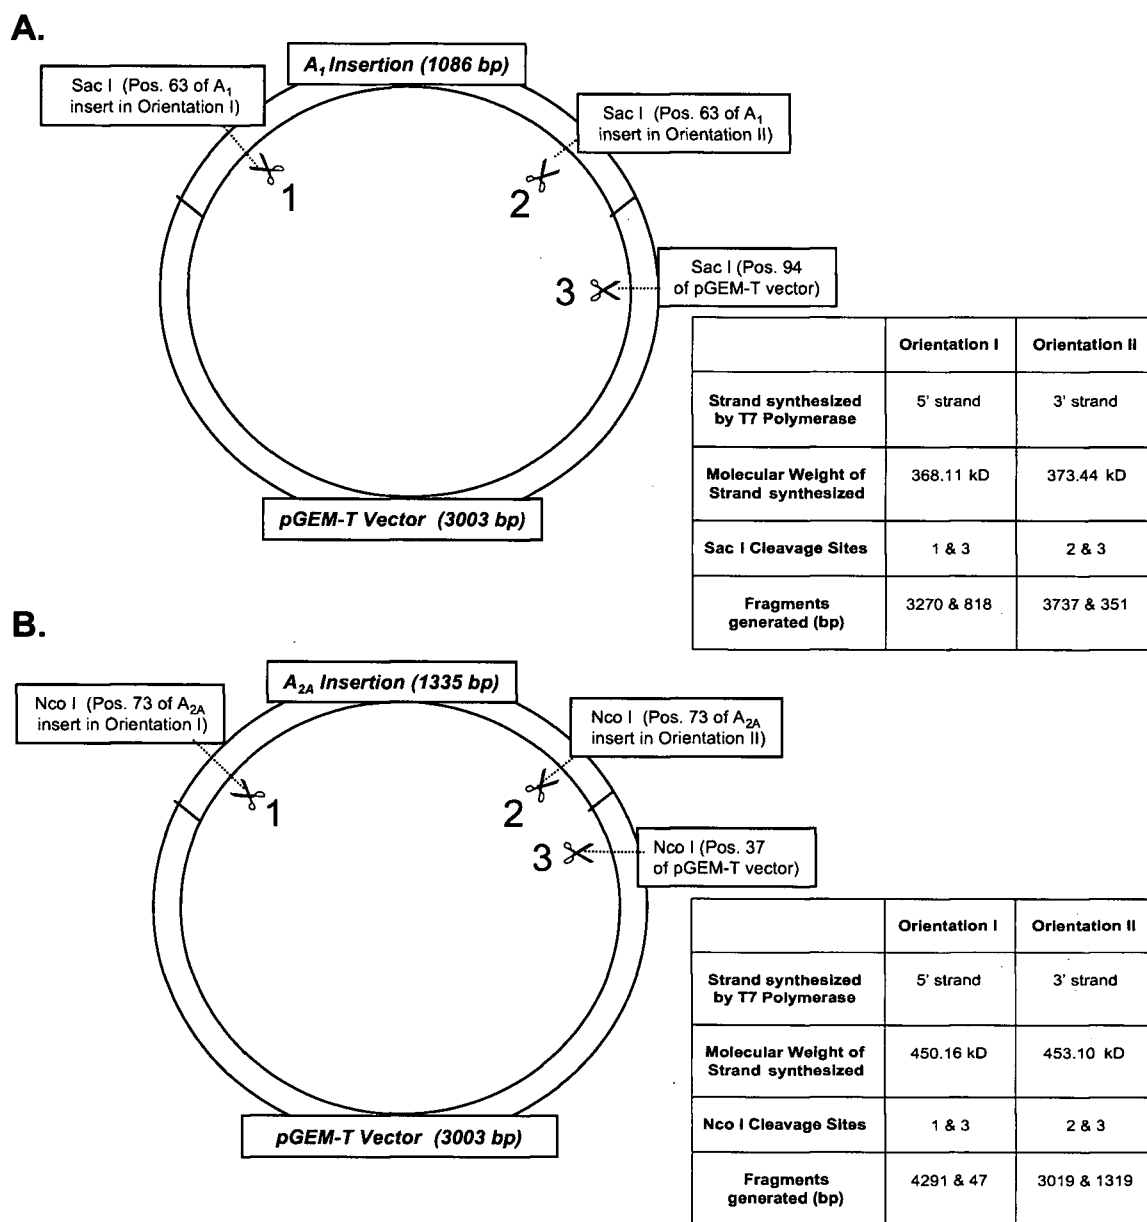 A.
A1 Insertion (1086 bp)
Sac I (Pos. 63 of A1
insert in Orientation I)
Sac I (Pos. 63 of A1
insert in Orientation II)
1
2
3
Sac I (Pos. 94
of pGEM-T vector)
pGEM-T Vector (3003 bp)
Orientation I Orientation II
Strand synthesized
by T7 Polymerase
5' strand 3' strand
Molecular Weight of
Strand synthesized
368.11 kD 373.44 kD
Sac I Cleavage Sites 1 & 3 2 & 3
Fragments
generated (bp)
3270 & 818 3737 & 351
B.
A2A Insertion (1335 bp)
Nco I (Pos. 73 of A2A
insert in Orientation I)
Nco I (Pos. 73 of A2A
insert in Orientation II)
1
2
3
Nco I (Pos. 37
of pGEM-T vector)
pGEM-T Vector (3003 bp)
Orientation I Orientation II
Strand synthesized
by T7 Polymerase
5' strand 3' strand
Molecular Weight of
Strand synthesized
450.16 kD 453.10 kD
Nco I Cleavage Sites 1 & 3 2 & 3
Fragments
generated (bp)
4291 & 47 3019 & 1319